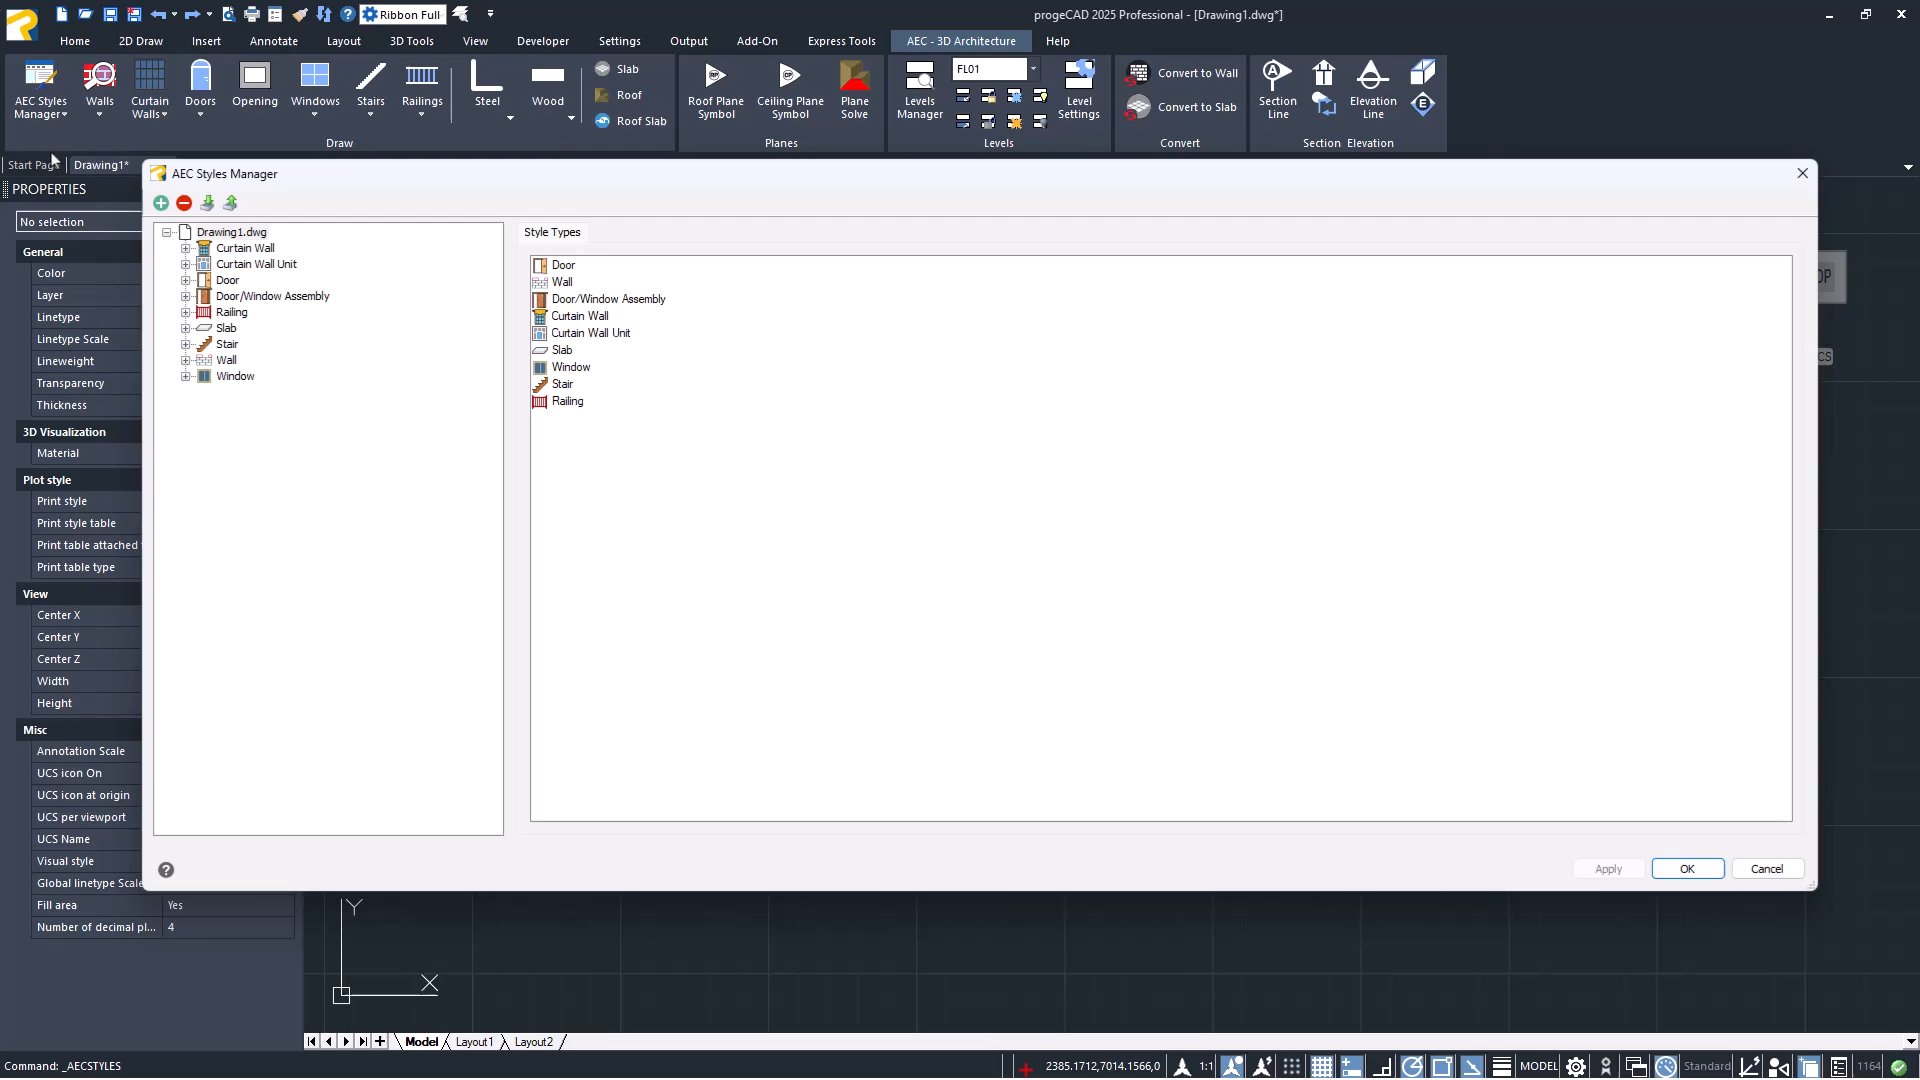 Ribbon Full
progeCAD 2025 Professional - [Drawing1.dwg*]
Home 2D Draw Insert Annotate Layout 3D Tools View Developer Settings Output Add-On Express Tools AEC - 3D Architecture Help
AEC Styles Manager
Walls
Curtain Walls
Doors
Opening
Windows
Stairs
Railings
Steel
Wood
Slab
Roof
Roof Slab
Draw
Roof Plane Symbol
Ceiling Plane Symbol
Plane Solve
Planes
Levels Manager
FL01
Level Settings
Levels
Convert to Wall
Convert to Slab
Convert
Section Line
Elevation Line
Section Elevation
Start Page
Drawing1*
PROPERTIES
No selection
General
Color
Layer
Linetype
Linetype Scale
Lineweight
Transparency
Thickness
3D Visualization
Material
Plot style
Print style
Print style table
Print table attached
Print table type
View
Center X
Center Y
Center Z
Width
Height
Misc
Annotation Scale
UCS icon On
UCS icon at origin
UCS per viewport
UCS Name
Visual style
Global linetype Scale
Fill area Yes
Number of decimal pl... 4
AEC Styles Manager
Drawing1.dwg
Curtain Wall
Curtain Wall Unit
Door
Door/Window Assembly
Railing
Slab
Stair
Wall
Window
Style Types
Door
Wall
Door/Window Assembly
Curtain Wall
Curtain Wall Unit
Slab
Window
Stair
Railing
Apply OK Cancel
Y
X
Model Layout1 Layout2
Command: _AECSTYLES
2385.1712,7014.1566,0 1:1 MODEL Standard 1164